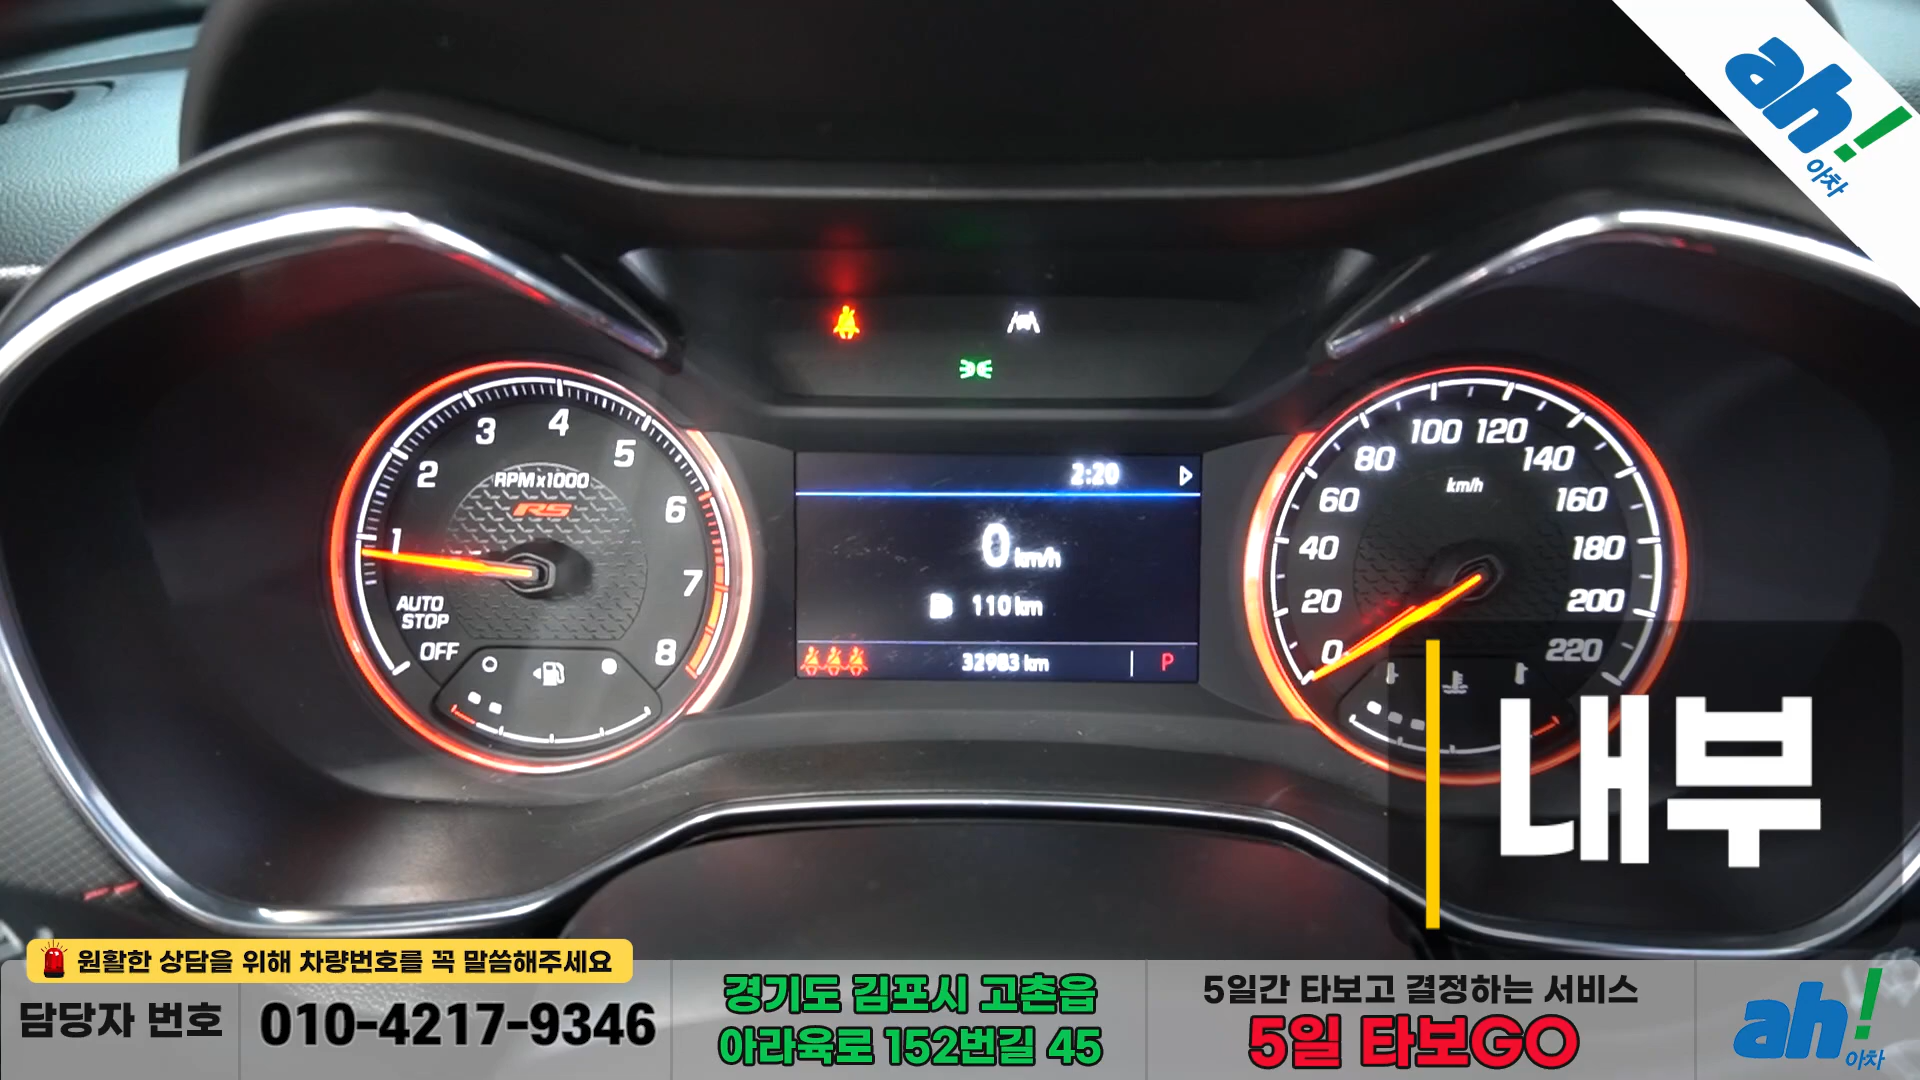 ah!
아차
1
2
3
4
5
6
7
8
RPMx1000
RS
AUTO
STOP
OFF
2:20
0 km/h
110 km
32983 km
P
0
20
40
60
80
100
120
140
160
180
200
220
km/h
내부
원활한 상담을 위해 차량번호를 꼭 말씀해주세요
담당자 번호
010-4217-9346
경기도 김포시 고촌읍
아라육로 152번길 45
5일간 타보고 결정하는 서비스
5일 타보GO
ah!
아차